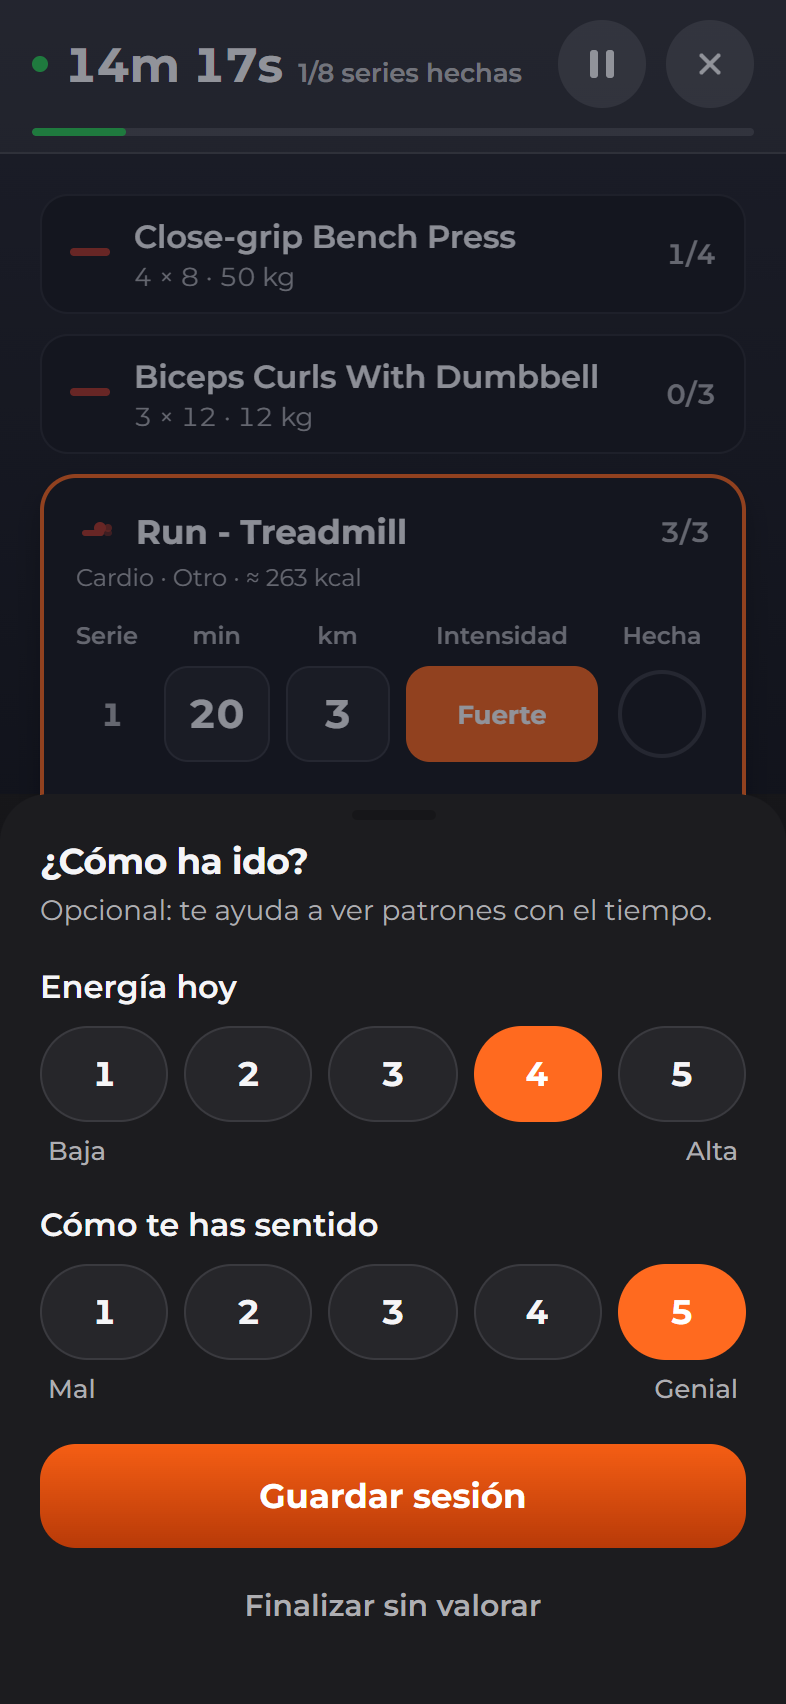 14m 17s 1/8 series hechas
Close-grip Bench Press
4 × 8 · 50 kg
1/4
Biceps Curls With Dumbbell
3 × 12 · 12 kg
0/3
Run - Treadmill
3/3
Cardio · Otro · ≈ 263 kcal
Serie min km Intensidad Hecha
1 20 3 Fuerte
¿Cómo ha ido?
Opcional: te ayuda a ver patrones con el tiempo.
Energía hoy
1 2 3 4 5
Baja Alta
Cómo te has sentido
1 2 3 4 5
Mal Genial
Guardar sesión
Finalizar sin valorar